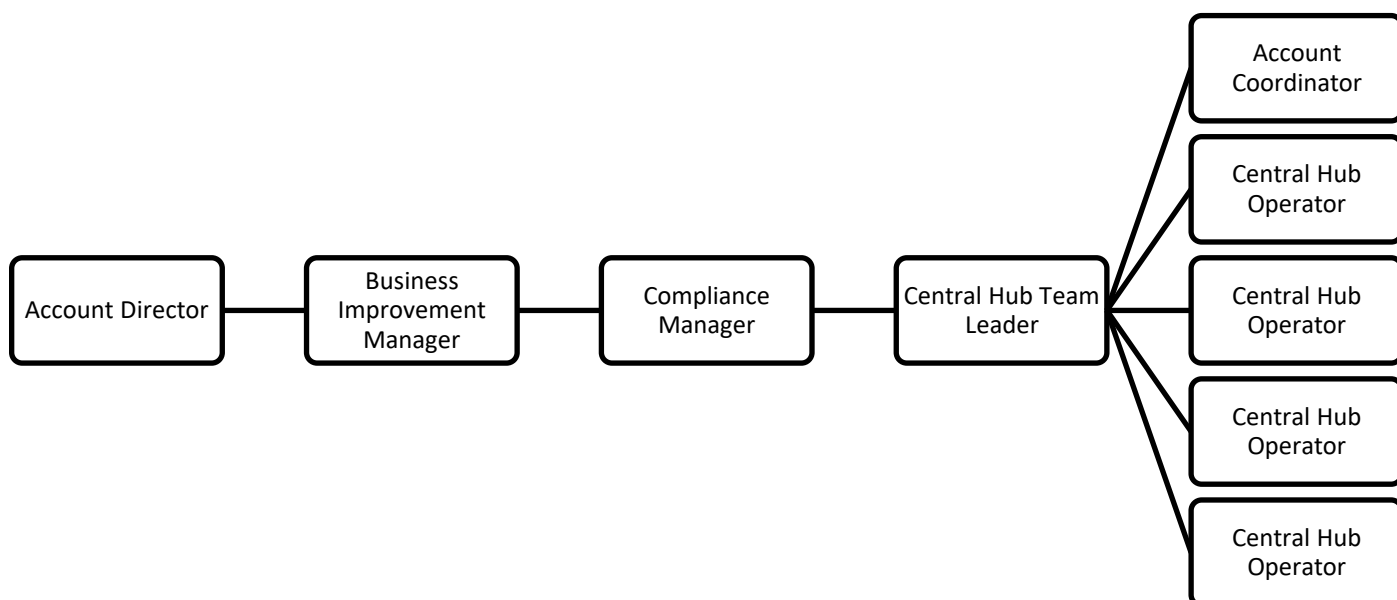 Account Director
Business
Improvement
Manager
Compliance
Manager
Central Hub Team
Leader
Account
Coordinator
Central Hub
Operator
Central Hub
Operator
Central Hub
Operator
Central Hub
Operator